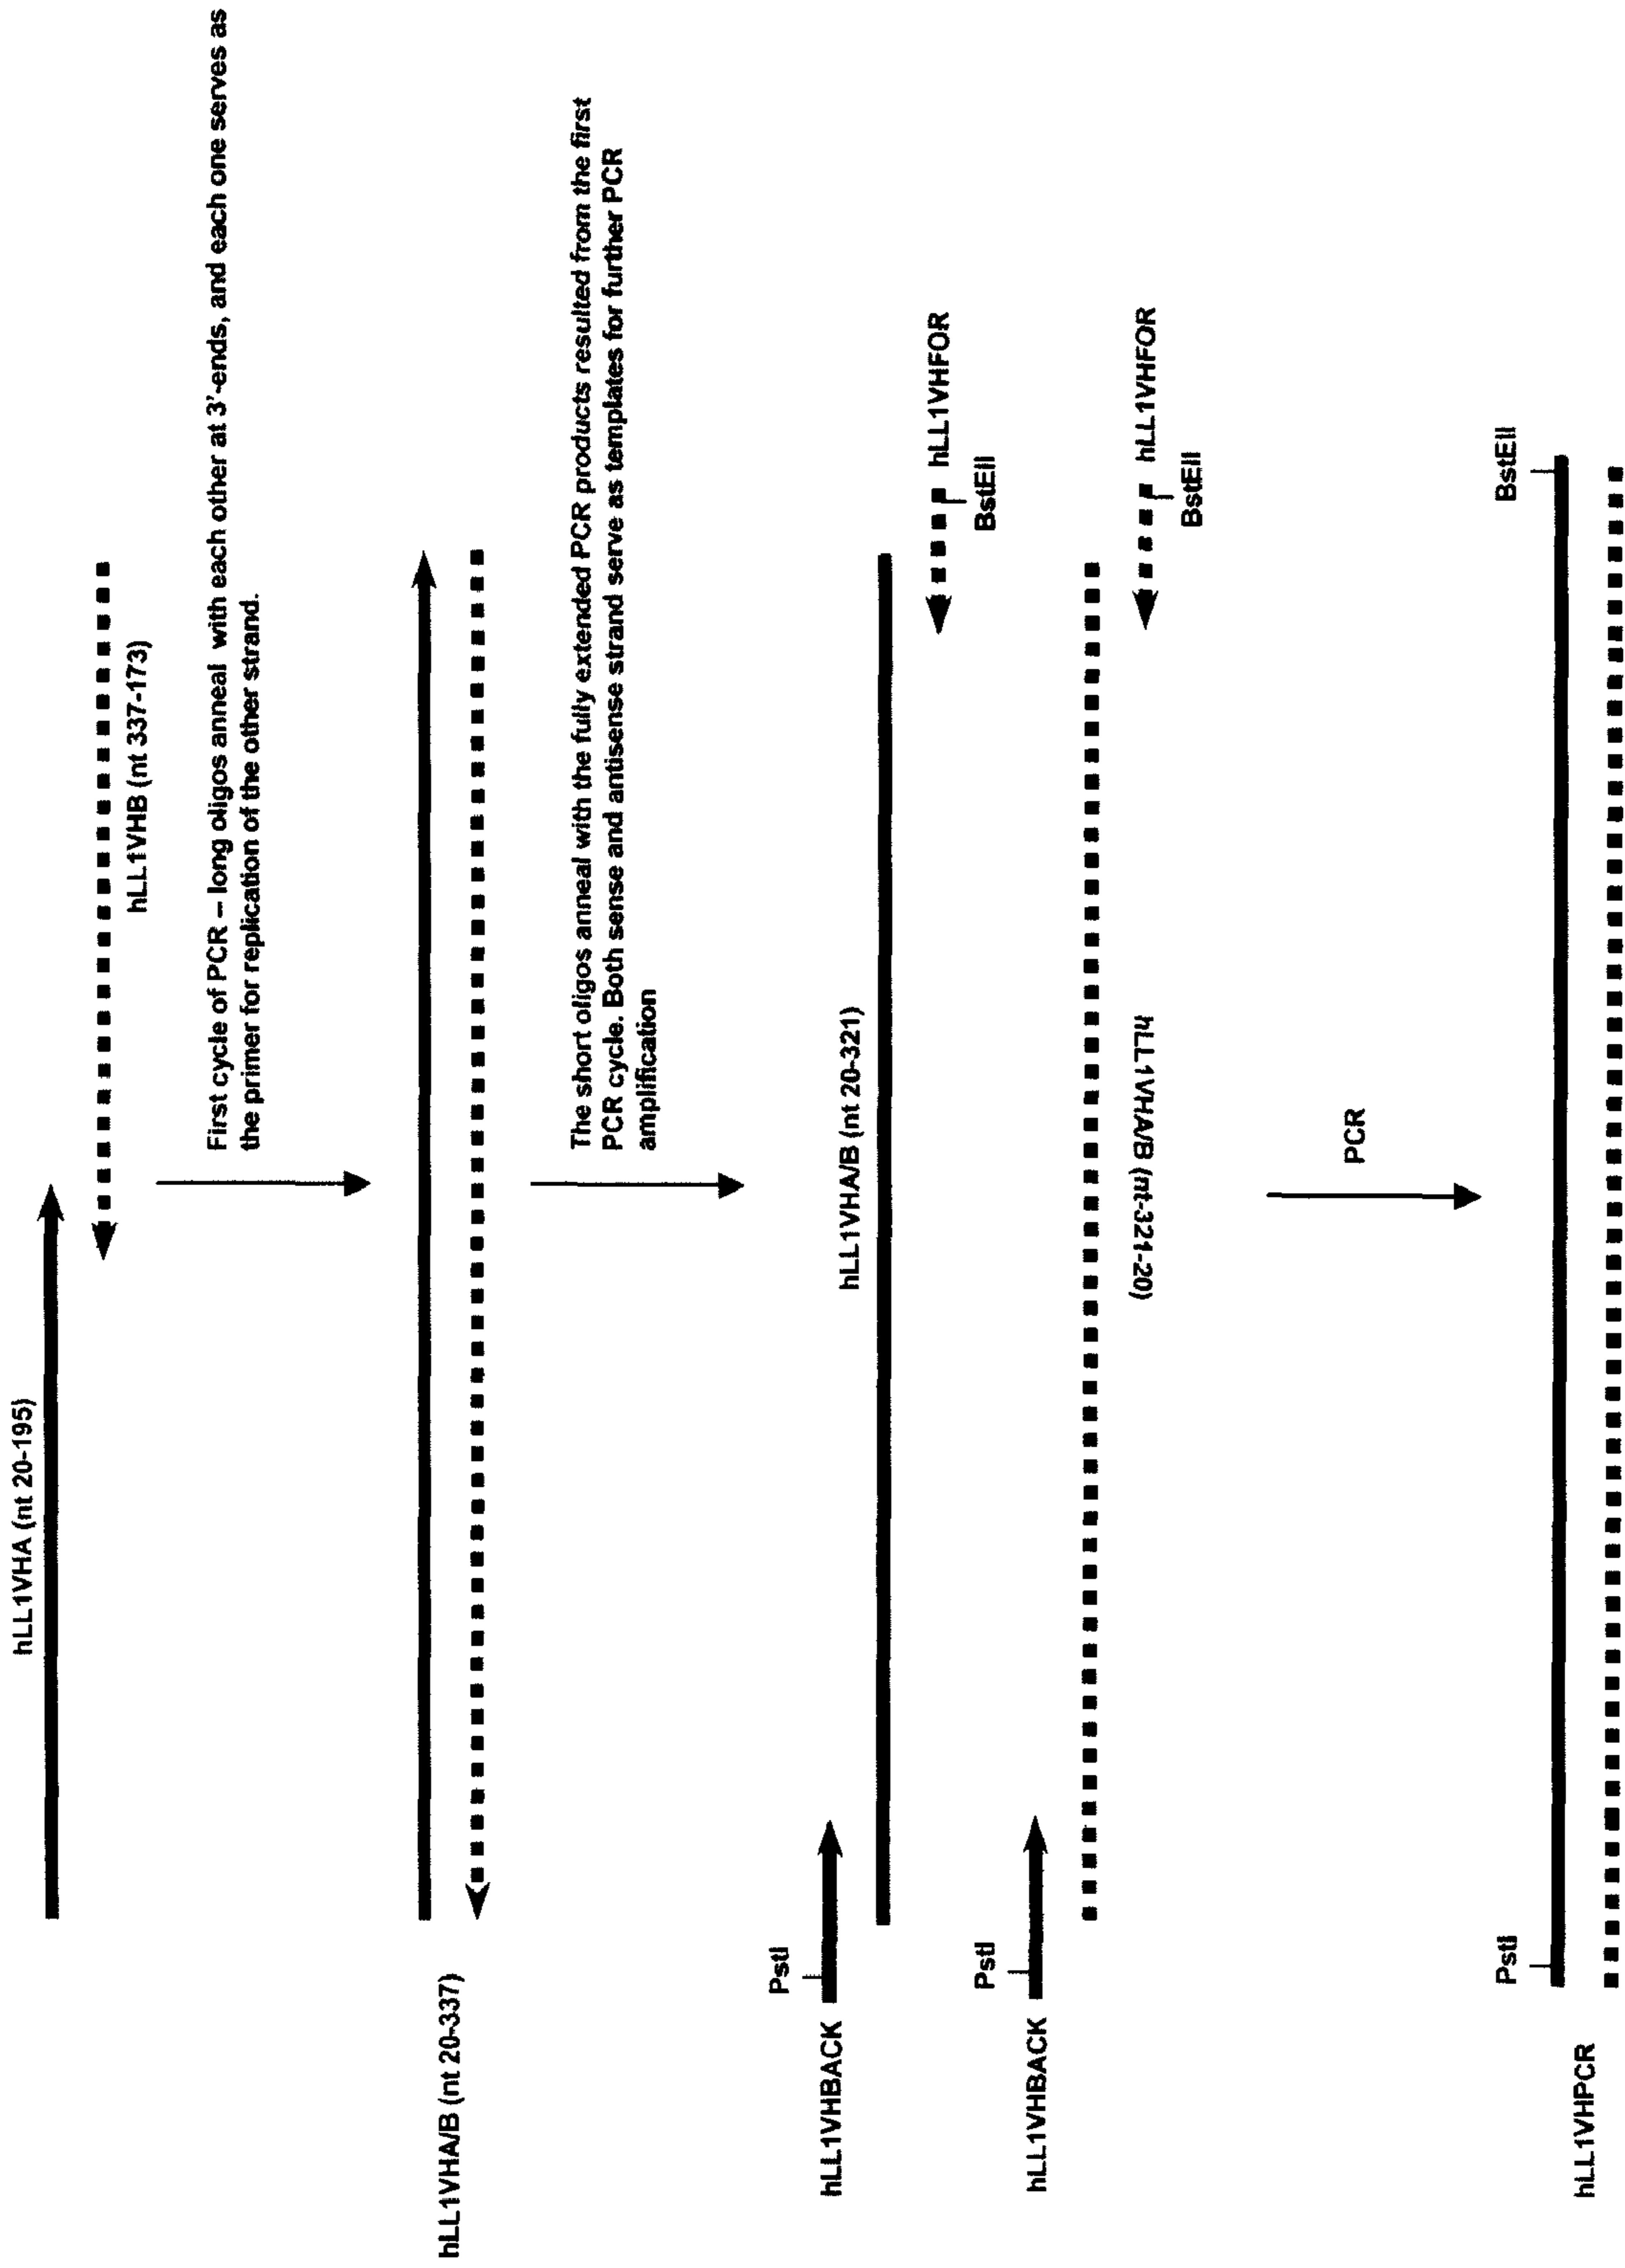 hLL1VHA (nt 20-195)
hLL1VHB (nt 337-173)
First cycle of PCR – long oligos anneal with each other at 3'-ends, and each one serves as
the primer for replication of the other strand.
hLL1VHA/B (nt 20-337)
The short oligos anneal with the fully extended PCR products resulted from the first
PCR cycle. Both sense and antisense strand serve as templates for further PCR
amplification
PstI
hLL1VHBACK
hLL1VHA/B (nt 20-321)
hLL1VHFOR
BstEII
PstI
hLL1VHBACK
hLL1VHA/B (nt-321-20)
hLL1VHFOR
BstEII
PCR
PstI
BstEII
hLL1VHPCR